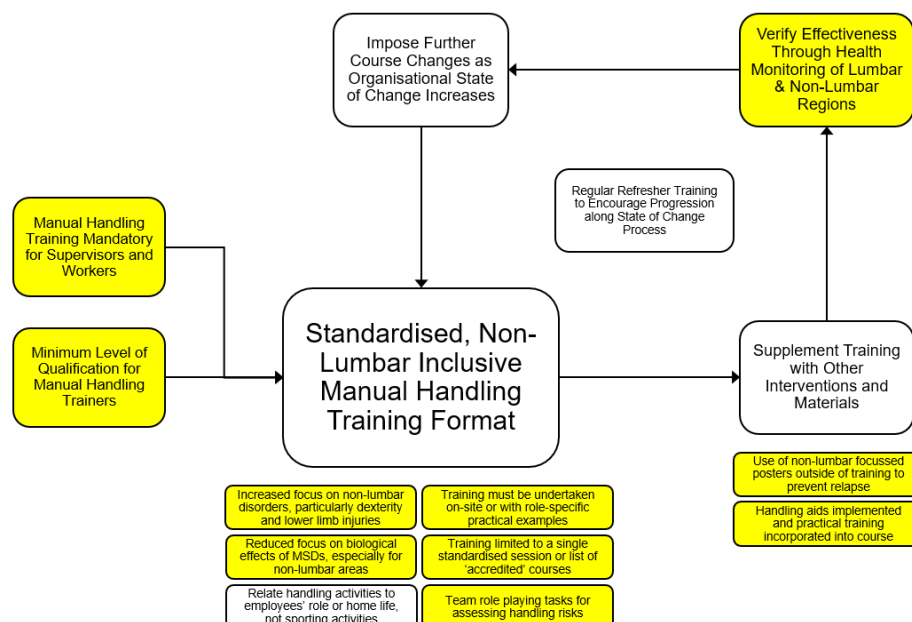 Impose Further
Course Changes as
Organisational State
of Change Increases
Verify Effectiveness
Through Health
Monitoring of Lumbar
& Non-Lumbar
Regions
Regular Refresher Training
to Encourage Progression
along State of Change
Process
Manual Handling
Training Mandatory
for Supervisors and
Workers
Minimum Level of
Qualification for
Manual Handling
Trainers
Standardised, Non-
Lumbar Inclusive
Manual Handling
Training Format
Supplement Training
with Other
Interventions and
Materials
Increased focus on non-lumbar
disorders, particularly dexterity
and lower limb injuries
Training must be undertaken
on-site or with role-specific
practical examples
Reduced focus on biological
effects of MSDs, especially for
non-lumbar areas
Training limited to a single
standardised session or list of
‘accredited’ courses
Relate handling activities to
employees’ role or home life,
not sporting activities
Team role playing tasks for
assessing handling risks
Use of non-lumbar focussed
posters outside of training to
prevent relapse
Handling aids implemented
and practical training
incorporated into course